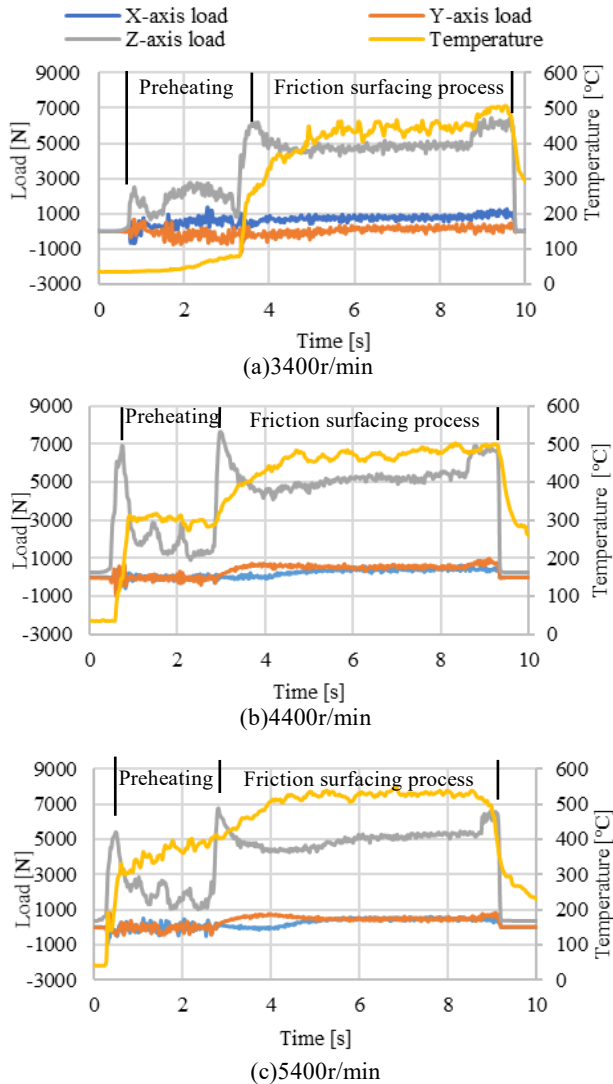 X-axis load Y-axis load
Z-axis load Temperature
9000 600
Preheating Friction surfacing process
7000 500
5000 400
3000 300
1000 200
-1000 100
-3000 0
Load [N]
Temperature [°C]
0 2 4 6 8 10
Time [s]
(a)3400r/min
9000 600
Preheating Friction surfacing process
7000 500
5000 400
3000 300
1000 200
-1000 100
-3000 0
Load [N]
Temperature [°C]
0 2 4 6 8 10
Time [s]
(b)4400r/min
9000 600
Preheating Friction surfacing process
7000 500
5000 400
3000 300
1000 200
-1000 100
-3000 0
Load [N]
Temperature [°C]
0 2 4 6 8 10
Time [s]
(c)5400r/min